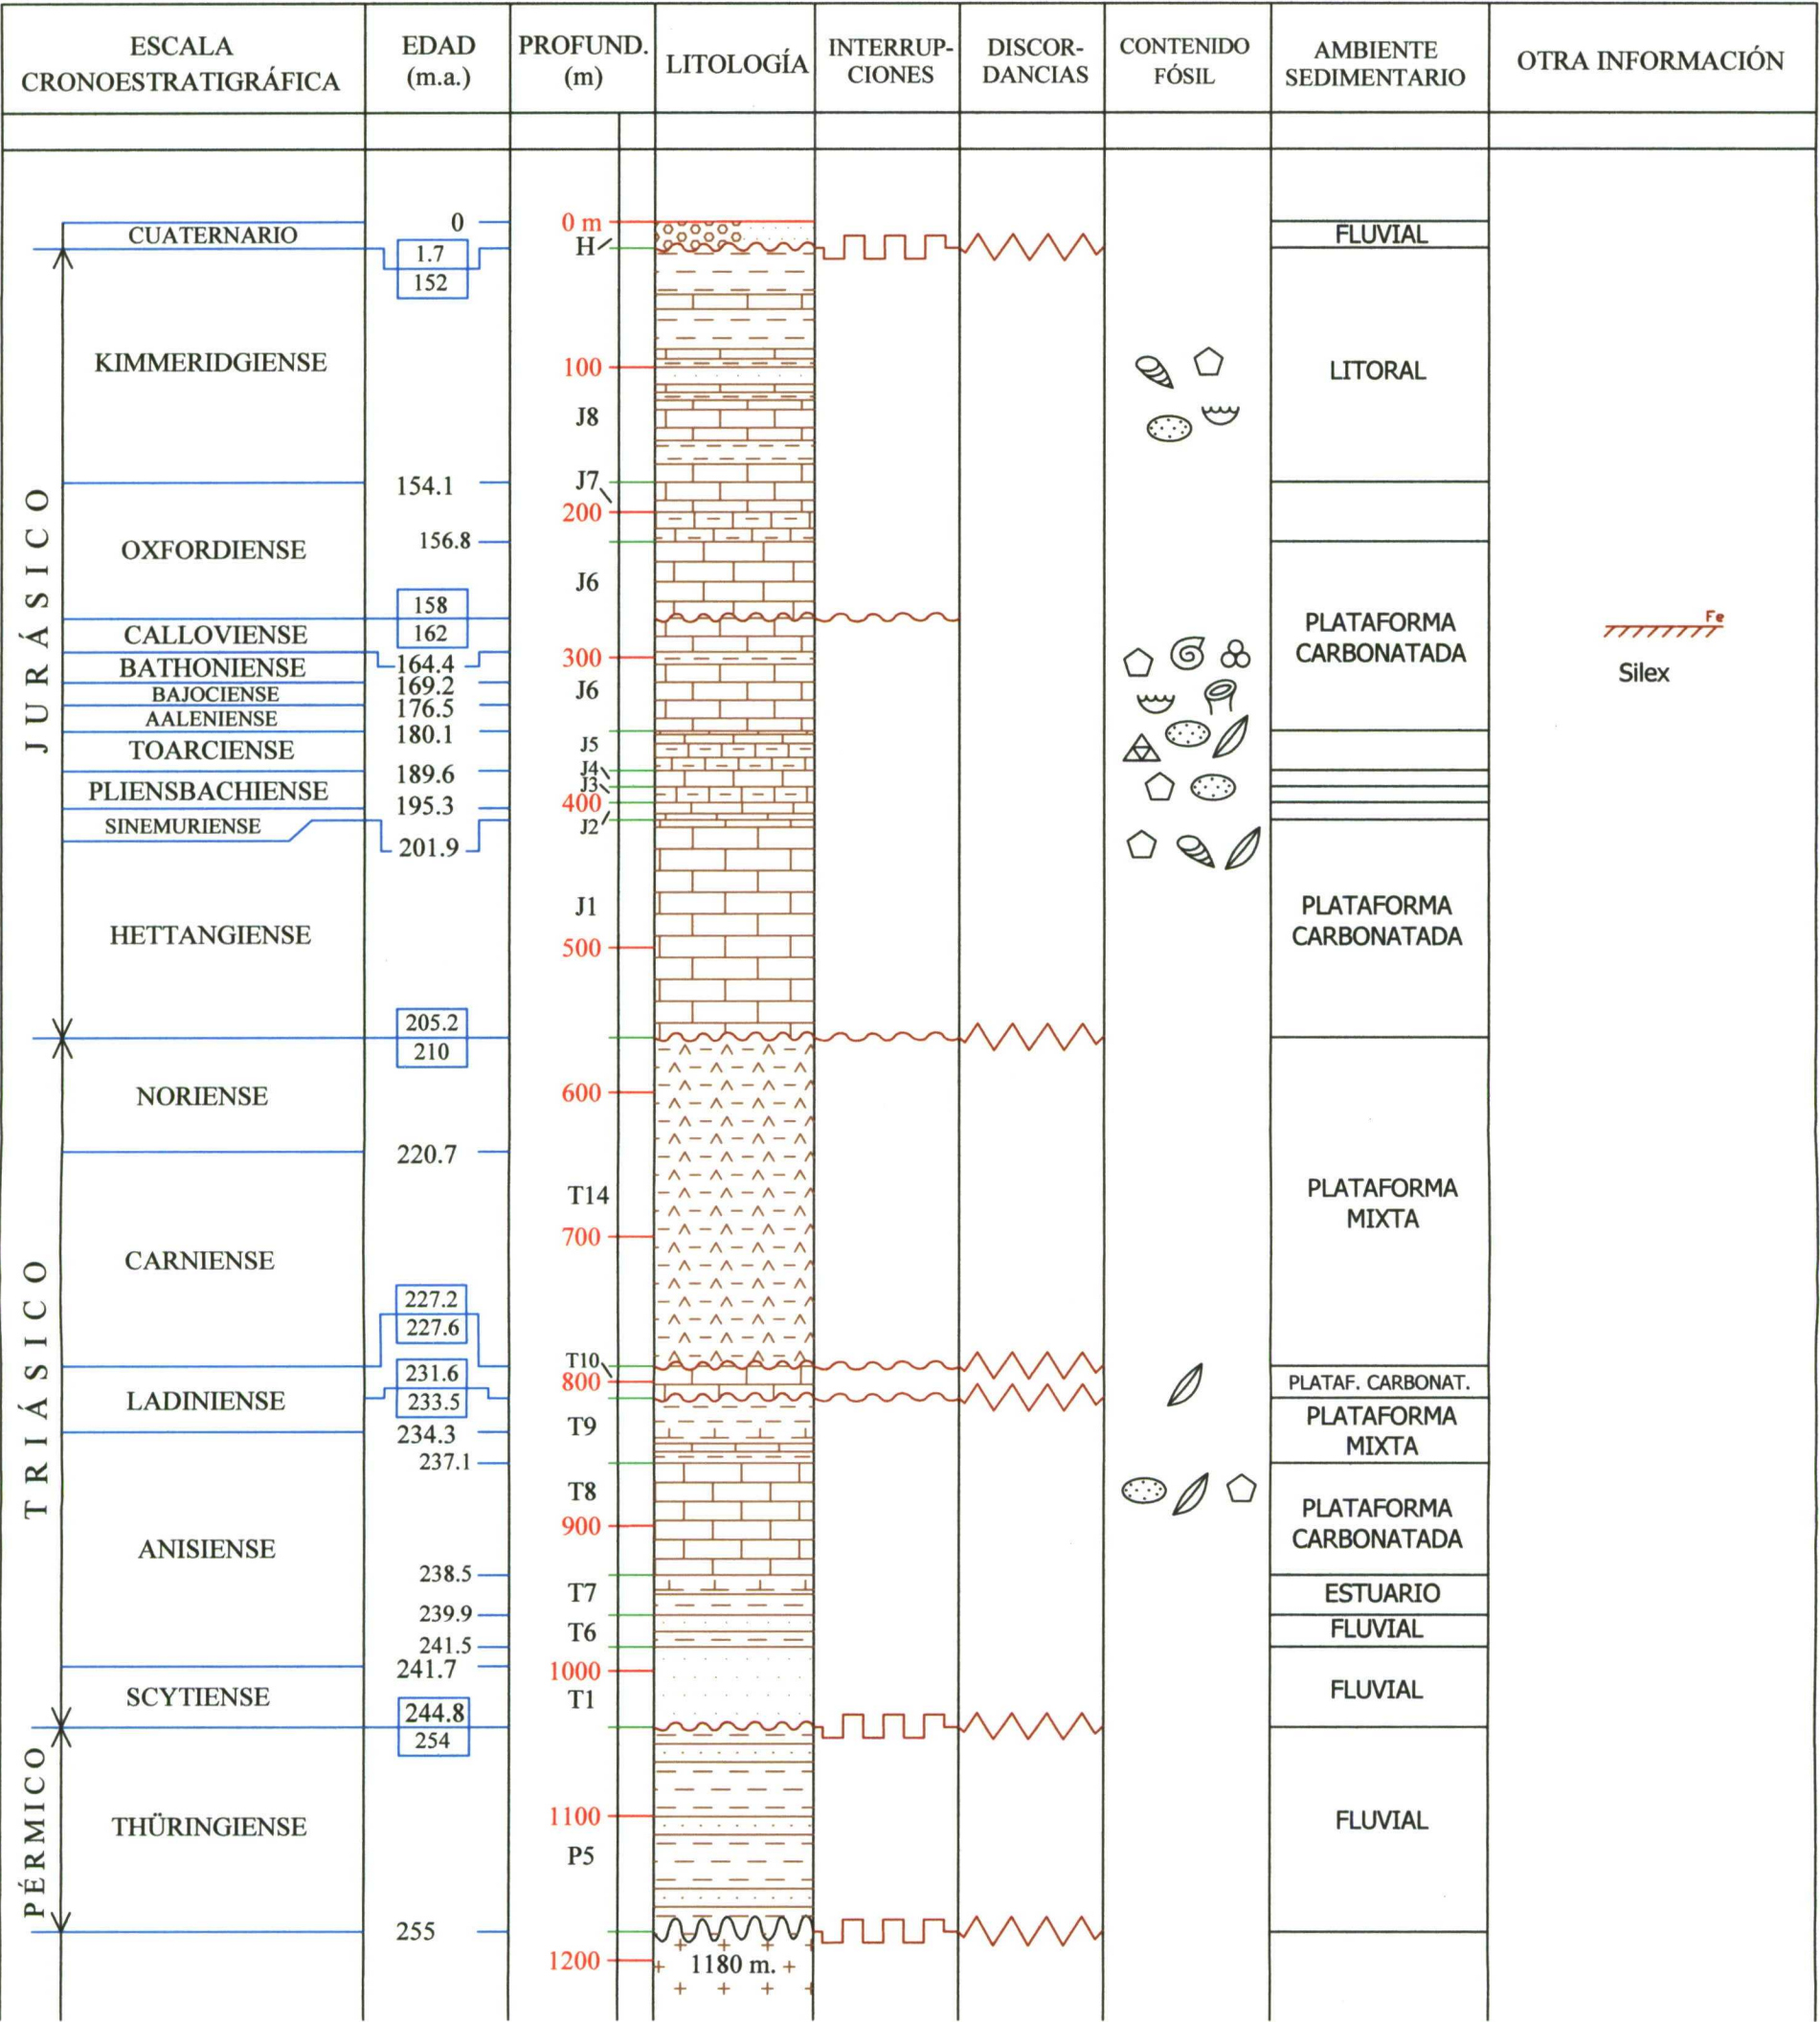 ESCALA
CRONOESTRATIGRÁFICA
EDAD
(m.a.)
PROFUND.
(m)
LITOLOGÍA
INTERRUP-
CIONES
DISCOR-
DANCIAS
CONTENIDO
FÓSIL
AMBIENTE
SEDIMENTARIO
OTRA INFORMACIÓN
JURÁSICO
TRIÁSICO
PÉRMICO
CUATERNARIO
KIMMERIDGIENSE
OXFORDIENSE
CALLOVIENSE
BATHONIENSE
BAJOCIENSE
AALENIENSE
TOARCIENSE
PLIENSBACHIENSE
SINEMURIENSE
HETTANGIENSE
NORIENSE
CARNIENSE
LADINIENSE
ANISIENSE
SCYTIENSE
THÜRINGIENSE
0
1.7
152
154.1
156.8
158
162
164.4
169.2
176.5
180.1
189.6
195.3
201.9
205.2
210
220.7
227.2
227.6
231.6
233.5
234.3
237.1
238.5
239.9
241.5
241.7
244.8
254
255
0 m
H
100
J8
J7
200
J6
300
J6
J5
J4
J3
400
J2
J1
500
600
T14
700
T10
800
T9
T8
900
T7
T6
1000
T1
1100
P5
1200
1180 m.
FLUVIAL
LITORAL
PLATAFORMA
CARBONATADA
PLATAFORMA
CARBONATADA
PLATAFORMA
MIXTA
PLATAF. CARBONAT.
PLATAFORMA
MIXTA
PLATAFORMA
CARBONATADA
ESTUARIO
FLUVIAL
FLUVIAL
FLUVIAL
Fe
Silex